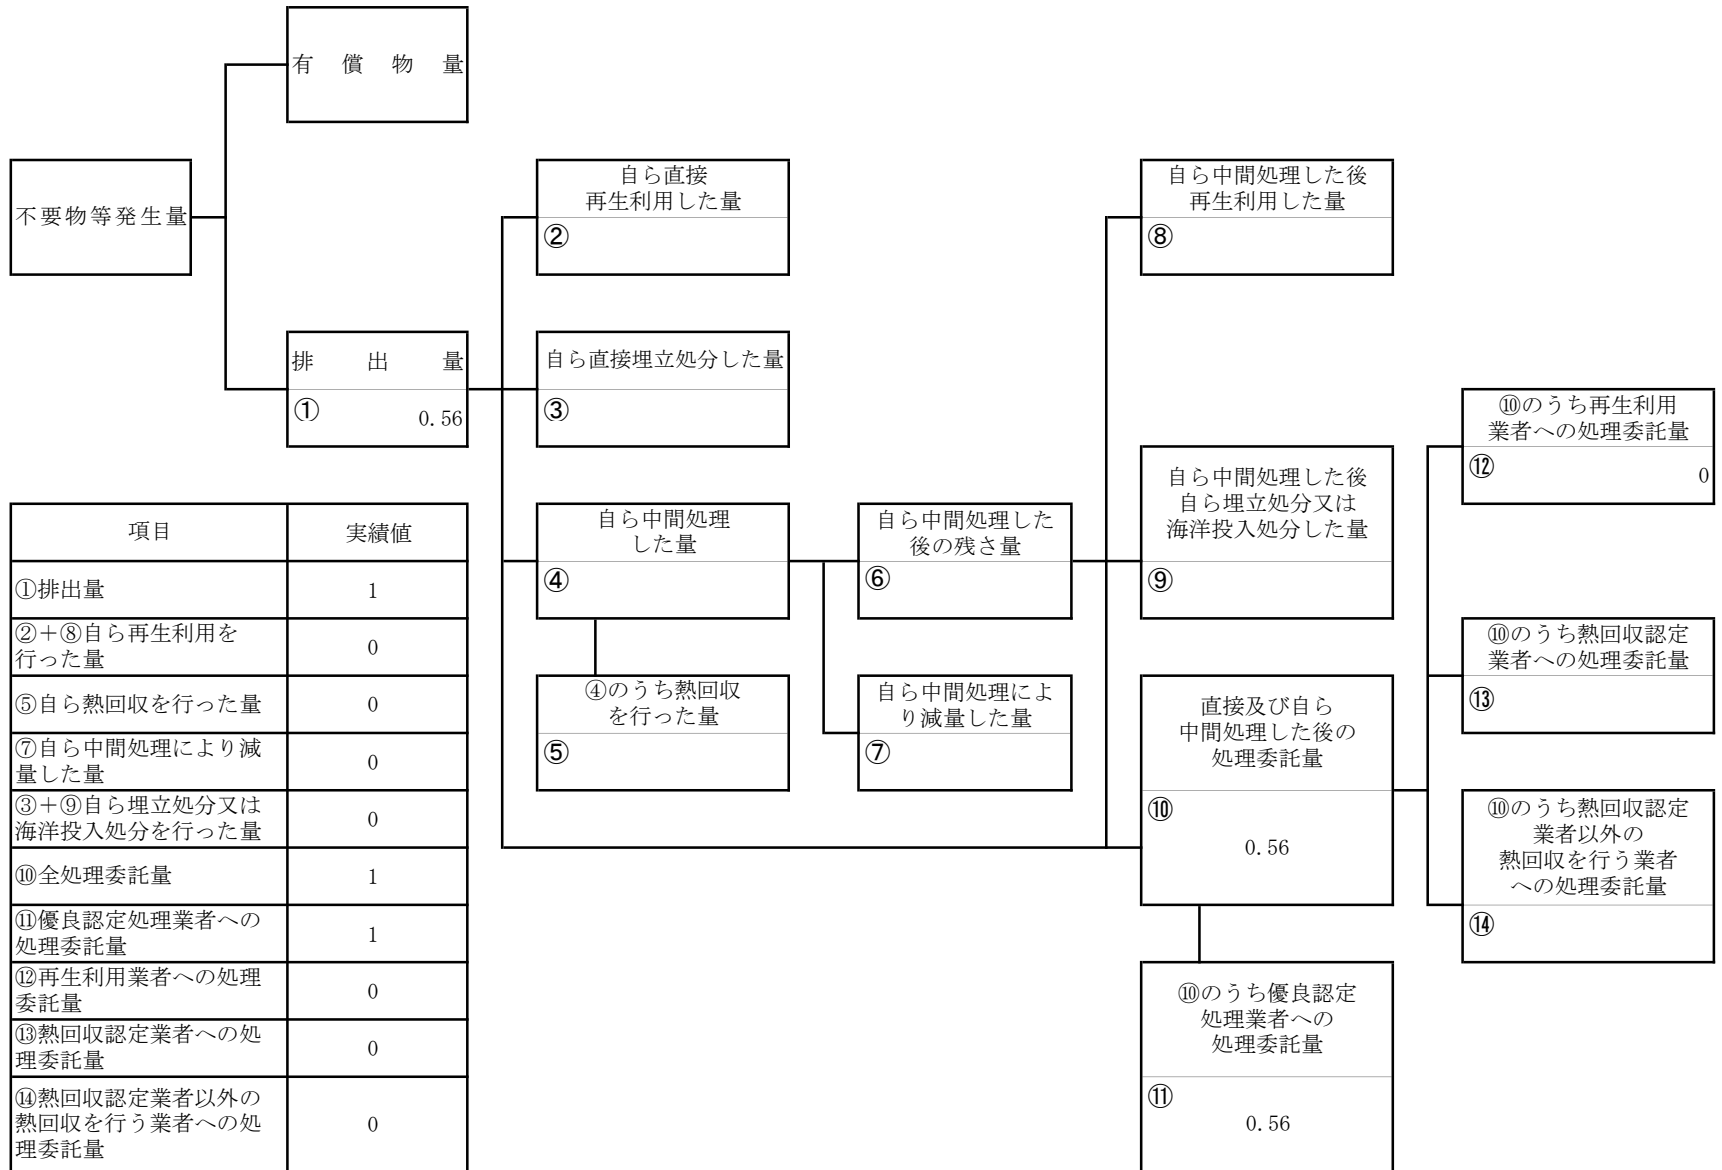 有償物量
不要物等発生量
自ら直接
再生利用した量
②
自ら中間処理した後
再生利用した量
⑧
排出量
①
0.56
自ら直接埋立処分した量
③
⑩のうち再生利用
業者への処理委託量
⑫
0
自ら中間処理
した量
④
自ら中間処理した
後の残さ量
⑥
自ら中間処理した後
自ら埋立処分又は
海洋投入処分した量
⑨
⑩のうち熱回収認定
業者への処理委託量
⑬
④のうち熱回収
を行った量
⑤
自ら中間処理によ
り減量した量
⑦
直接及び自ら
中間処理した後の
処理委託量
⑩
0.56
⑩のうち熱回収認定
業者以外の
熱回収を行う業者
への処理委託量
⑭
⑩のうち優良認定
処理業者への
処理委託量
⑪
0.56
項目 実績値
①排出量 1
②＋⑧自ら再生利用を
行った量 0
⑤自ら熱回収を行った量 0
⑦自ら中間処理により減
量した量 0
③＋⑨自ら埋立処分又は
海洋投入処分を行った量 0
⑩全処理委託量 1
⑪優良認定処理業者への
処理委託量 1
⑫再生利用業者への処理
委託量 0
⑬熱回収認定業者への処
理委託量 0
⑭熱回収認定業者以外の
熱回収を行う業者への処
理委託量 0